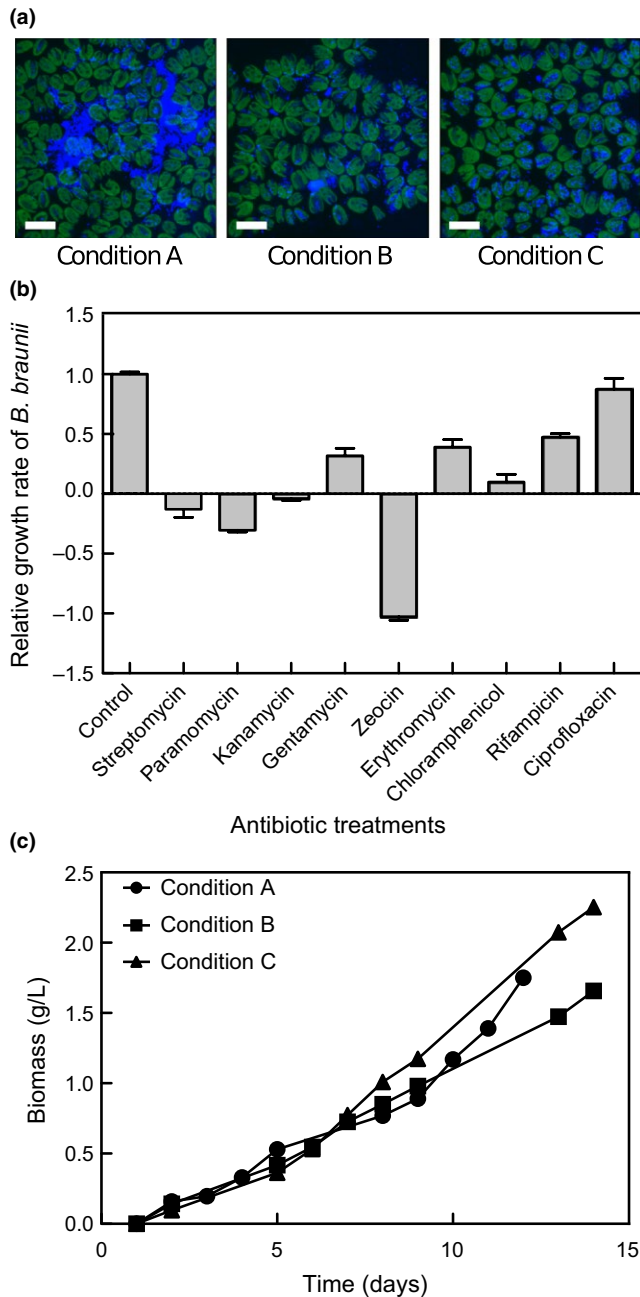 (a)
Condition A
Condition B
Condition C
(b)
Relative growth rate of B. braunii
1.5
1.0
0.5
0.0
–0.5
–1.0
–1.5
Control
Streptomycin
Paramomycin
Kanamycin
Gentamycin
Zeocin
Erythromycin
Chloramphenicol
Rifampicin
Ciprofloxacin
Antibiotic treatments
(c)
Biomass (g/L)
2.5
2.0
1.5
1.0
0.5
0.0
Condition A
Condition B
Condition C
0
5
10
15
Time (days)